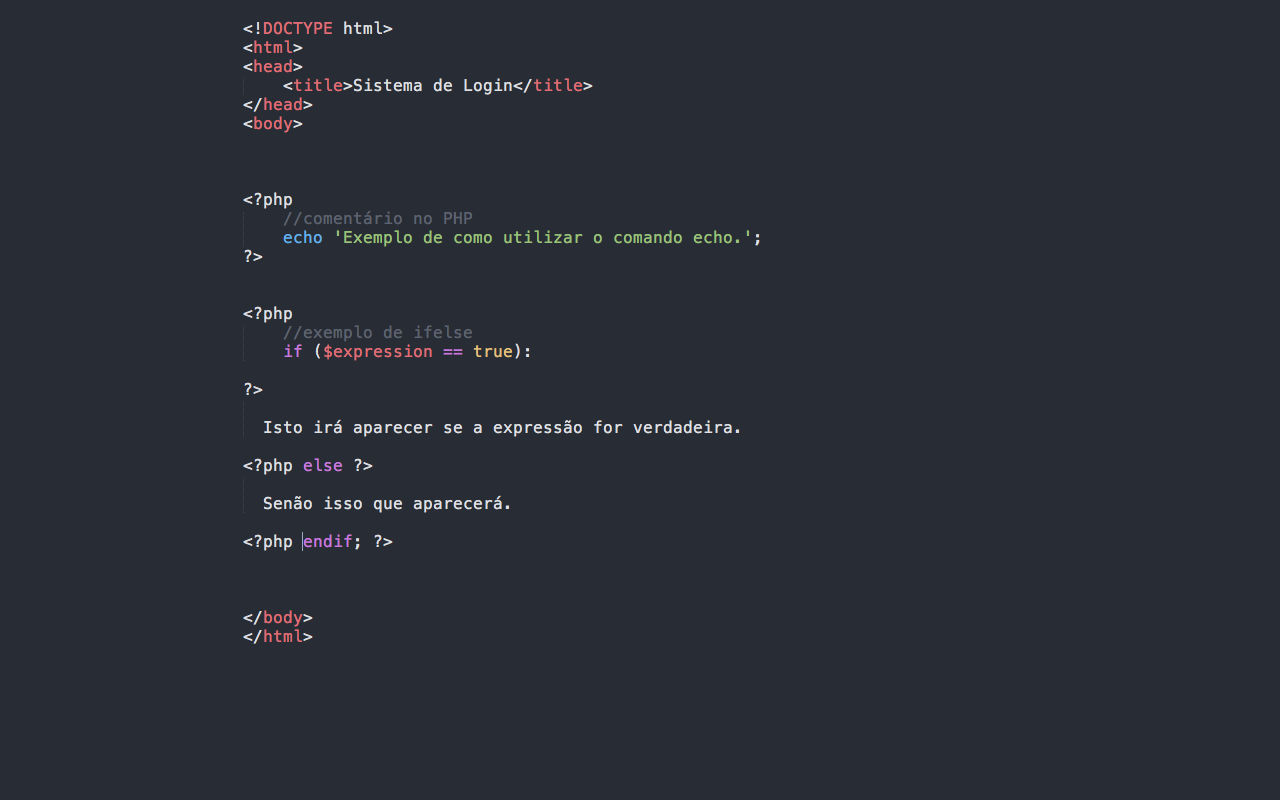 <!DOCTYPE html>
<html>
<head>
    <title>Sistema de Login</title>
</head>
<body>
<?php
    //comentário no PHP
    echo 'Exemplo de como utilizar o comando echo.';
?>
<?php
    //exemplo de ifelse
    if ($expression == true):
?>
  Isto irá aparecer se a expressão for verdadeira.
<?php else ?>
  Senão isso que aparecerá.
<?php endif; ?>
</body>
</html>